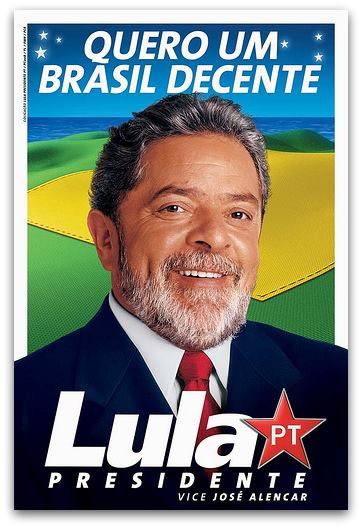 QUERO UM
BRASIL DECENTE
Lula
PT
PRESIDENTE
VICE JOSÉ ALENCAR